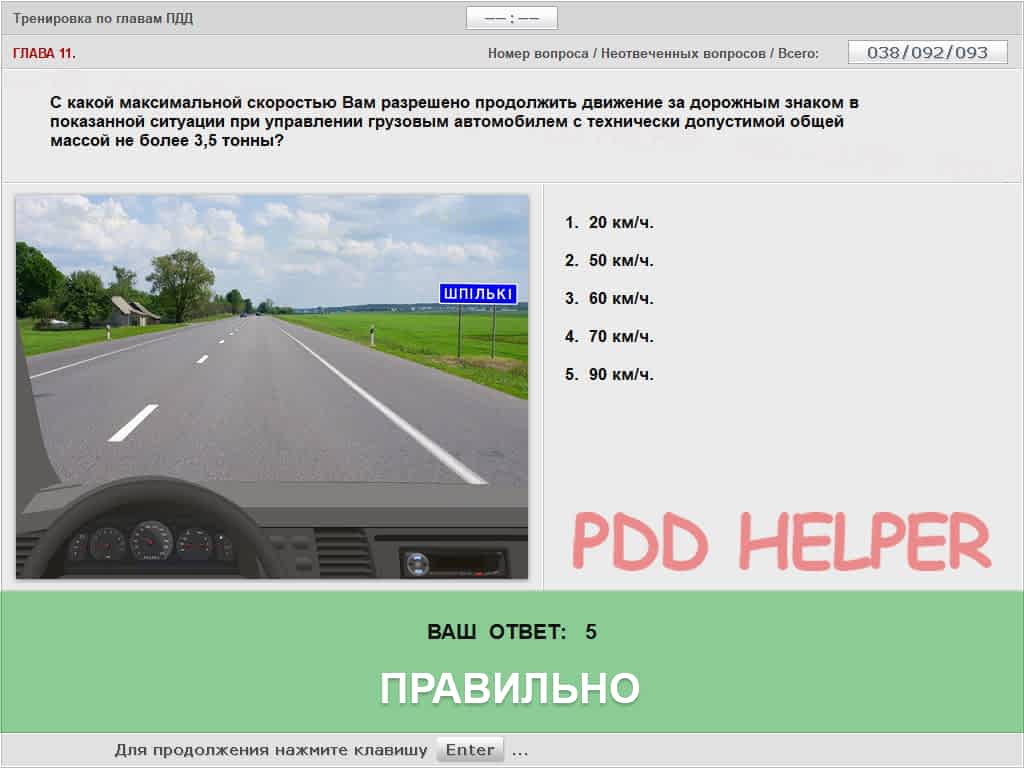 Тренировка по главам ПДД
—— : ——
ГЛАВА 11.
Номер вопроса / Неотвеченных вопросов / Всего:
038/092/093
С какой максимальной скоростью Вам разрешено продолжить движение за дорожным знаком в
показанной ситуации при управлении грузовым автомобилем с технически допустимой общей
массой не более 3,5 тонны?
ШПІЛЬКІ
1. 20 км/ч.
2. 50 км/ч.
3. 60 км/ч.
4. 70 км/ч.
5. 90 км/ч.
PDD HELPER
ВАШ ОТВЕТ: 5
ПРАВИЛЬНО
Для продолжения нажмите клавишу Enter ...